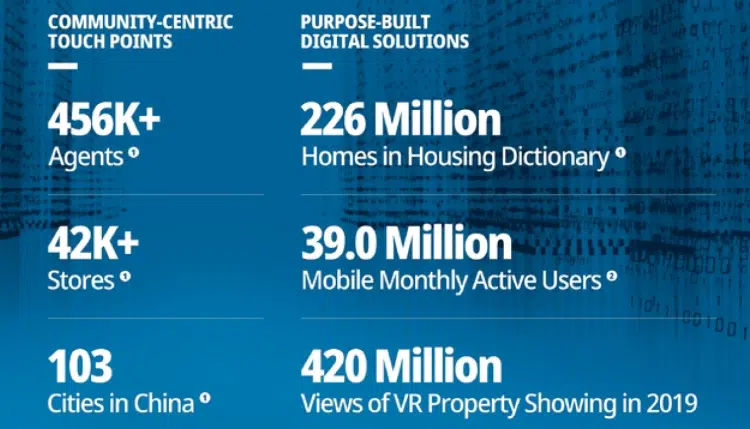 COMMUNITY-CENTRIC
TOUCH POINTS
456K+
Agents ①
42K+
Stores ①
103
Cities in China ①
PURPOSE-BUILT
DIGITAL SOLUTIONS
226 Million
Homes in Housing Dictionary ①
39.0 Million
Mobile Monthly Active Users ②
420 Million
Views of VR Property Showing in 2019